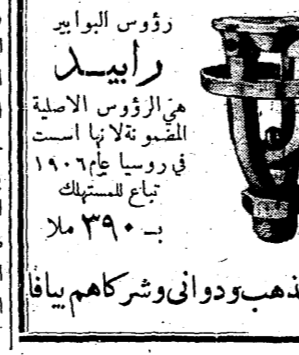 رؤوس البوابير
رابيد
هي الرؤوس الاصلية
المضمونة لانها اسست
في روسيا عام ١٩٠٦
تباع للمستهلك
بـ ٣٩٠ ملا
ذهب ودواني وشركاهم بيافا